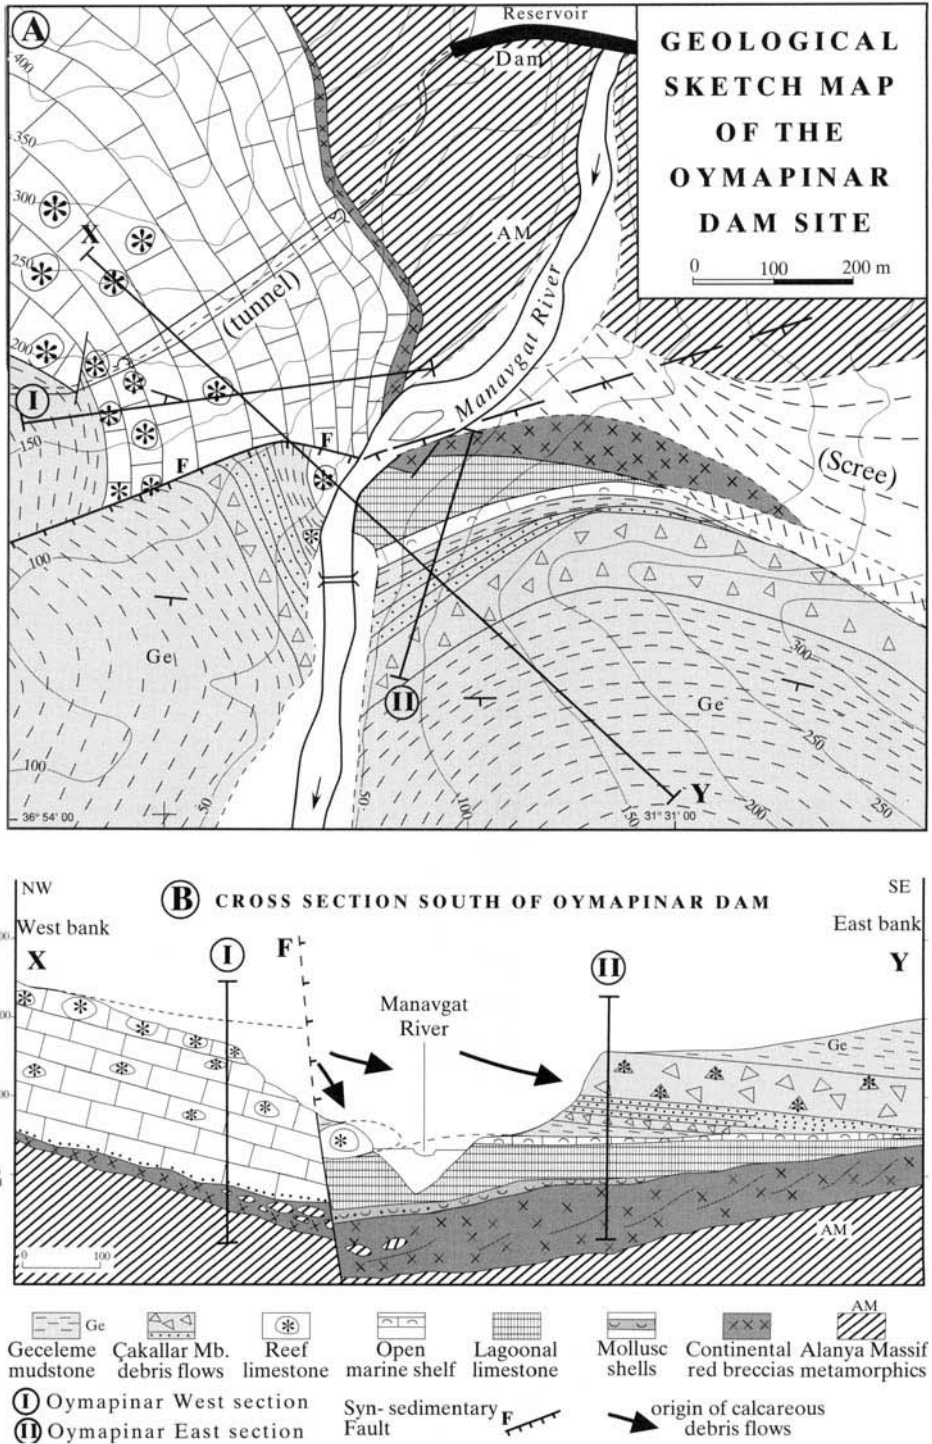 A
Reservoir
Dam
GEOLOGICAL
SKETCH MAP
OF THE
OYMAPINAR
DAM SITE
0 100 200 m
400
350
300
250
200
150
100
X
(tunnel)
AM
Manavgat River
I
F
F
(Scree)
Ge
II
Ge
300
250
250
200
150
100
50
50
100
Y
36° 54' 00
31° 31' 00
NW
SE
B CROSS SECTION SOUTH OF OYMAPINAR DAM
West bank
East bank
X
I
F
II
Y
Manavgat
River
Ge
AM
0 100
Ge
AM
Geceleme
mudstone
Çakallar Mb.
debris flows
Reef
limestone
Open
marine shelf
Lagoonal
limestone
Mollusc
shells
Continental
red breccias
Alanya Massif
metamorphics
I Oymapinar West section
II Oymapinar East section
Syn- sedimentary
Fault
F
origin of calcareous
debris flows